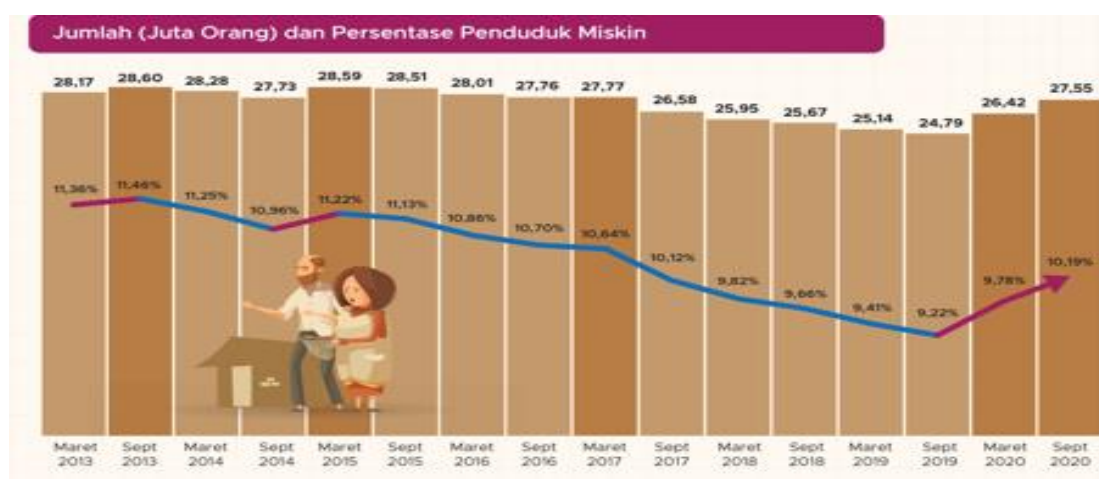 Jumlah (Juta Orang) dan Persentase Penduduk Miskin
28,17 28,60 28,28 27,73 28,59 28,51 28,01 27,76 27,77 26,58 25,95 25,67 25,14 24,79 26,42 27,55
11,36% 11,46% 11,25% 10,96% 11,22% 11,13% 10,86% 10,70% 10,64% 10,12% 9,82% 9,66% 9,41% 9,22% 9,78% 10,19%
Maret Sept Maret Sept Maret Sept Maret Sept Maret Sept Maret Sept Maret Sept Maret Sept
2013 2013 2014 2014 2015 2015 2016 2016 2017 2017 2018 2018 2019 2019 2020 2020